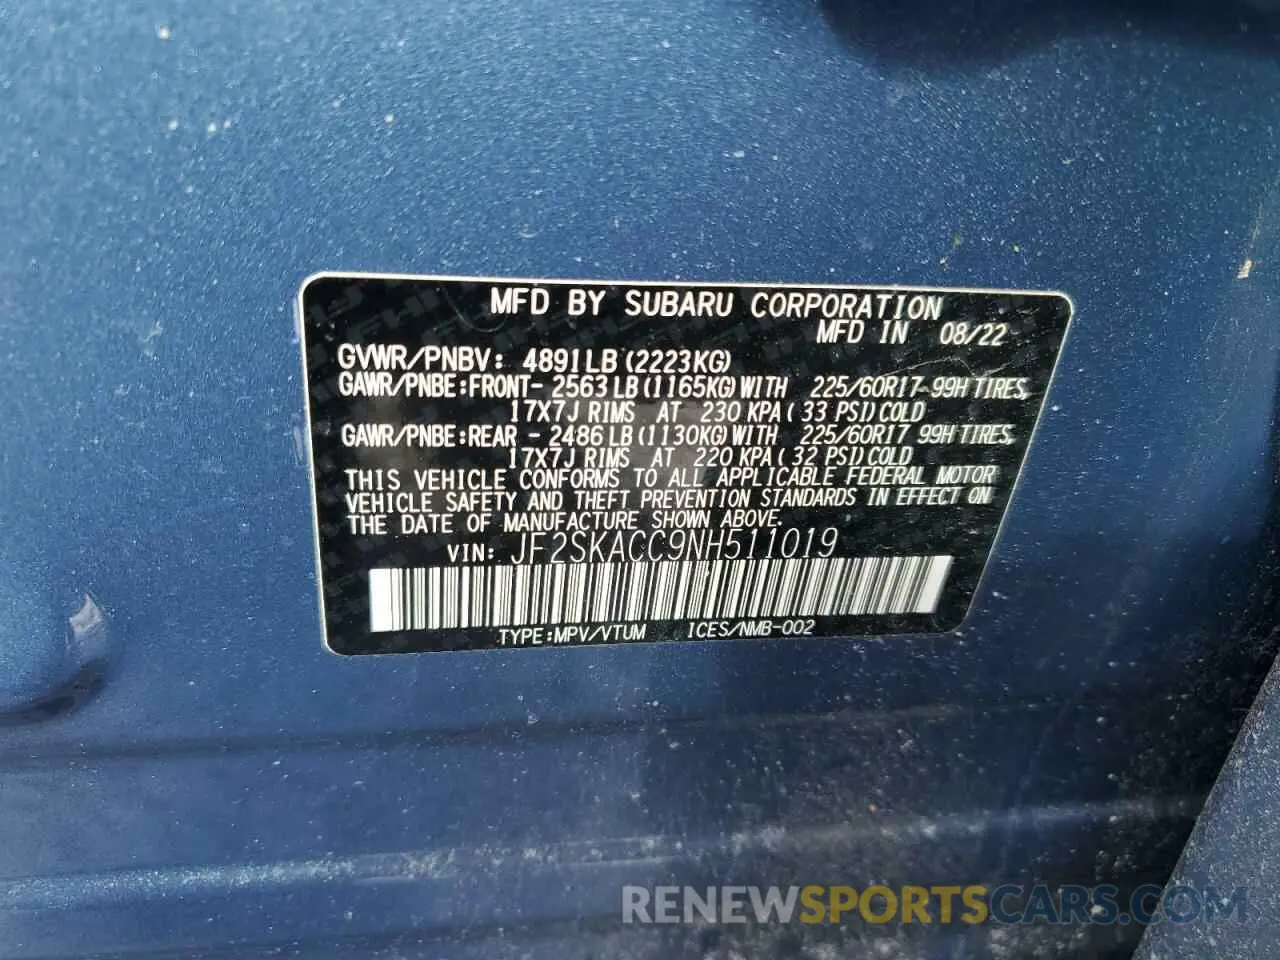 MFD BY SUBARU CORPORATION
MFD IN 08/22
GVWR/PNBV: 4891LB (2223KG)
GAWR/PNBE:FRONT- 2563LB (1165KG) WITH 225/60R17 99H TIRES,
17X7J RIMS AT 230 KPA ( 33 PSI) COLD
GAWR/PNBE:REAR - 2486LB (1130KG) WITH 225/60R17 99H TIRES,
17X7J RIMS AT 220 KPA ( 32 PSI) COLD
THIS VEHICLE CONFORMS TO ALL APPLICABLE FEDERAL MOTOR
VEHICLE SAFETY AND THEFT PREVENTION STANDARDS IN EFFECT ON
THE DATE OF MANUFACTURE SHOWN ABOVE.
VIN: JF2SKACC9NH511019
TYPE:MPV/VTUM ICES/NMB-002
RENEWSPORTSCARS.COM